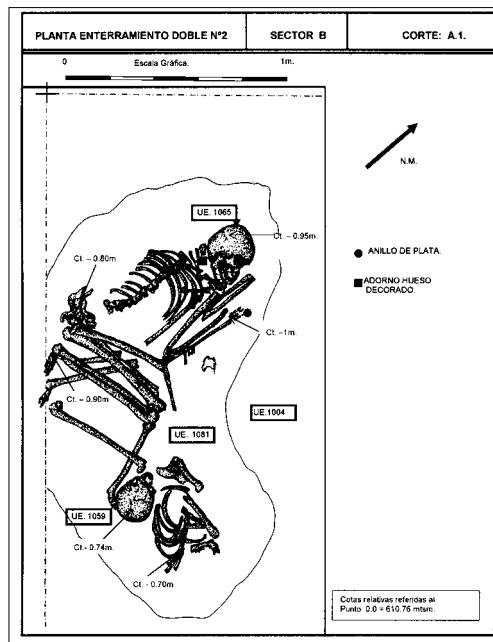 PLANTA ENTERRAMIENTO DOBLE Nº2
SECTOR B
CORTE: A.1.
0 Escala Gráfica. 1m.
N.M.
UE. 1065
Ct. – 0.95m.
Ct. – 0.80m
ANILLO DE PLATA.
ADORNO HUESO
DECORADO.
Ct. –1m.
Ct. – 0.90m
UE.1004
UE. 1081
UE. 1059
Ct.- 0.74m.
Ct. - 0.70m
Cotas relativas referidas al
Punto 0.0 = 610.76 mtsm.